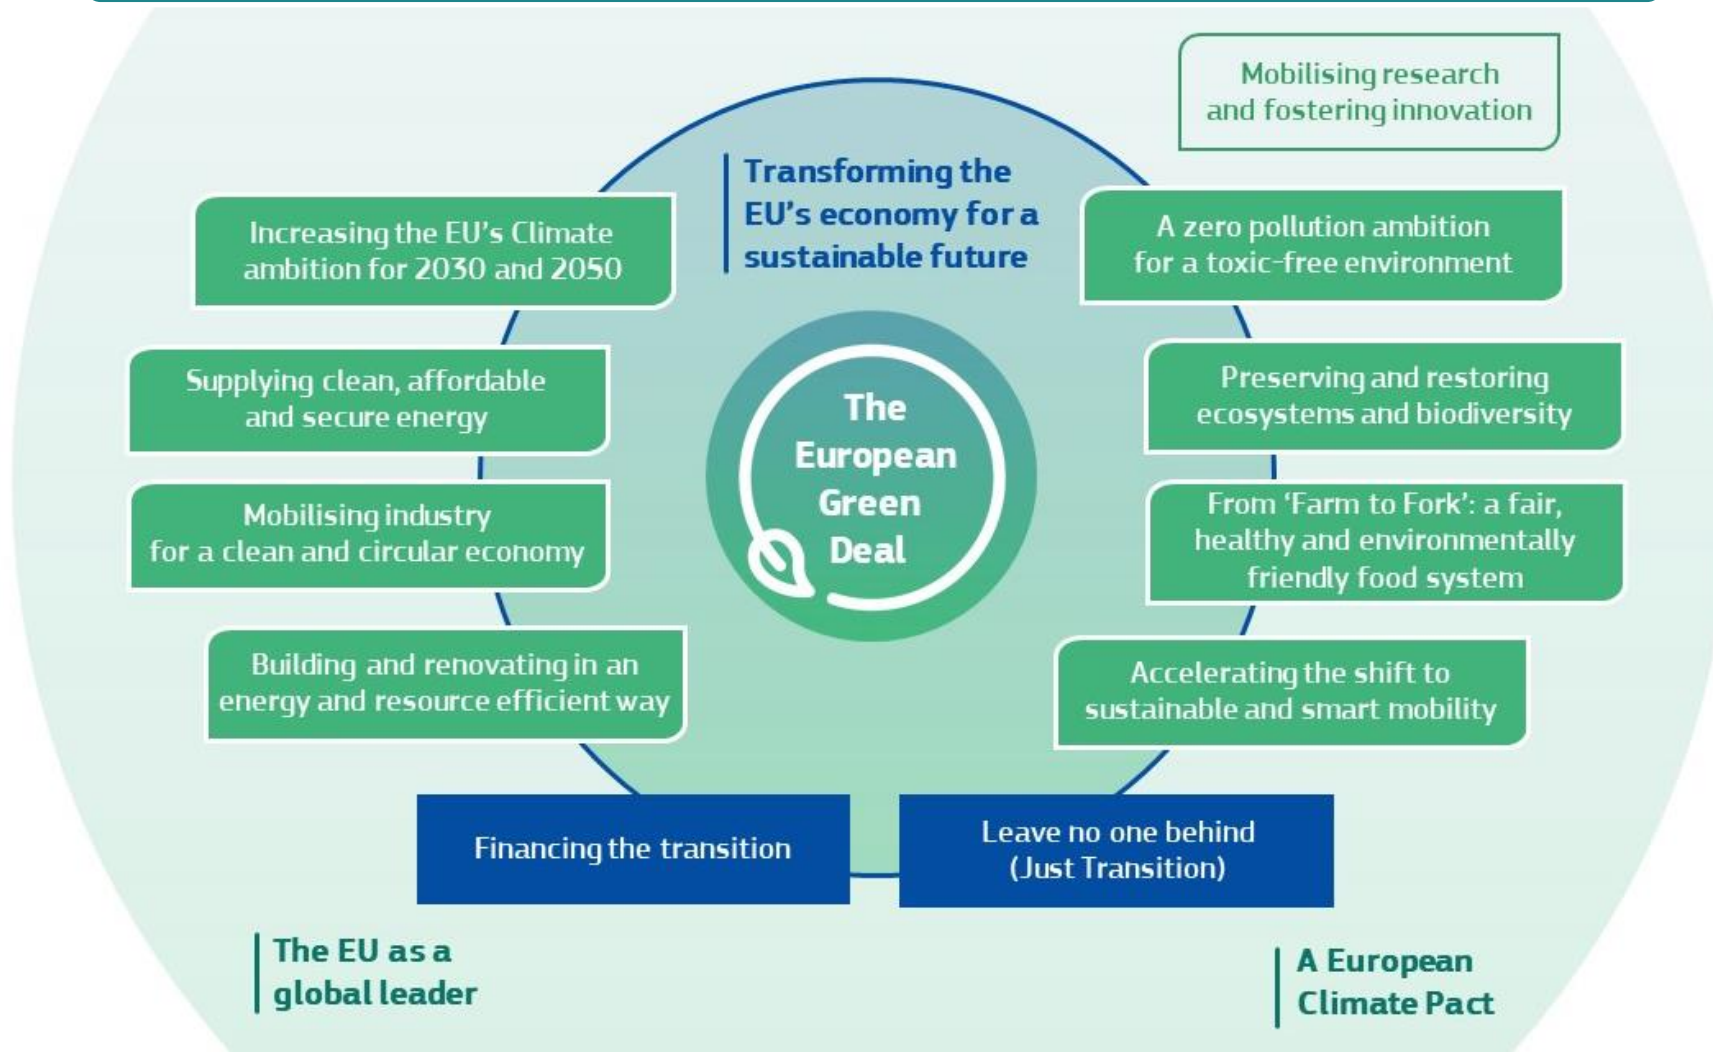 Mobilising research
and fostering innovation
Transforming the
EU’s economy for a
sustainable future
Increasing the EU’s Climate
ambition for 2030 and 2050
Supplying clean, affordable
and secure energy
Mobilising industry
for a clean and circular economy
Building and renovating in an
energy and resource efficient way
The
European
Green
Deal
A zero pollution ambition
for a toxic-free environment
Preserving and restoring
ecosystems and biodiversity
From ‘Farm to Fork’: a fair,
healthy and environmentally
friendly food system
Accelerating the shift to
sustainable and smart mobility
Financing the transition
Leave no one behind
(Just Transition)
The EU as a
global leader
A European
Climate Pact